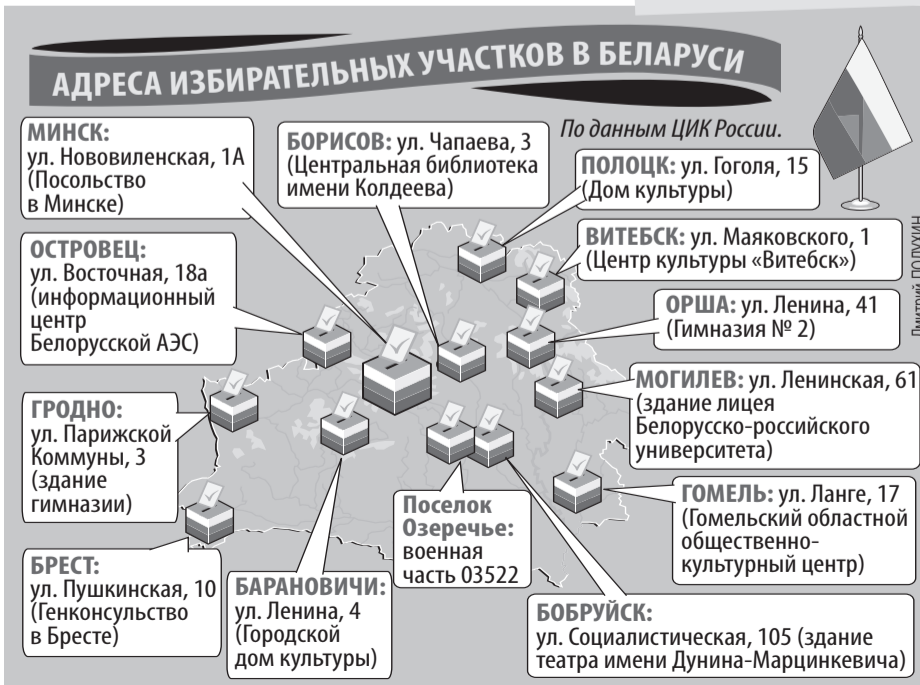 АДРЕСА ИЗБИРАТЕЛЬНЫХ УЧАСТКОВ В БЕЛАРУСИ
По данным ЦИК России.
МИНСК:
ул. Нововиленская, 1А
(Посольство
в Минске)
БОРИСОВ: ул. Чапаева, 3
(Центральная библиотека
имени Колдеева)
ПОЛОЦК: ул. Гоголя, 15
(Дом культуры)
ОСТРОВЕЦ:
ул. Восточная, 18а
(информационный
центр
Белорусской АЭС)
ВИТЕБСК: ул. Маяковского, 1
(Центр культуры «Витебск»)
ОРША: ул. Ленина, 41
(Гимназия № 2)
МОГИЛЕВ: ул. Ленинская, 61
(здание лицея
Белорусско-российского
университета)
ГРОДНО:
ул. Парижской
Коммуны, 3
(здание
гимназии)
Поселок
Озеречье:
военная
часть 03522
ГОМЕЛЬ: ул. Ланге, 17
(Гомельский областной
общественно-
культурный центр)
БРЕСТ:
ул. Пушкинская, 10
(Генконсульство
в Бресте)
БАРАНОВИЧИ:
ул. Ленина, 4
(Городской
дом культуры)
БОБРУЙСК:
ул. Социалистическая, 105 (здание
театра имени Дунина-Марцинкевича)
Дмитрий ПОЛУХИН